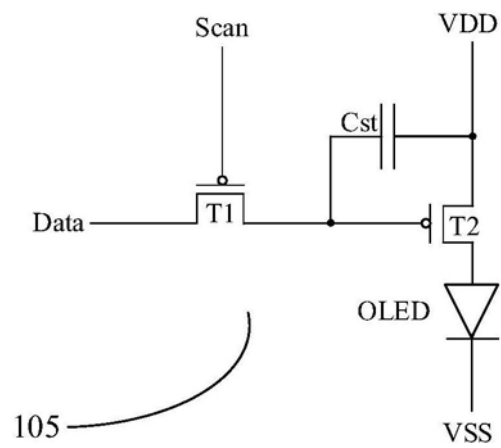 Scan
VDD
Cst
Data
T1
T2
OLED
105
VSS